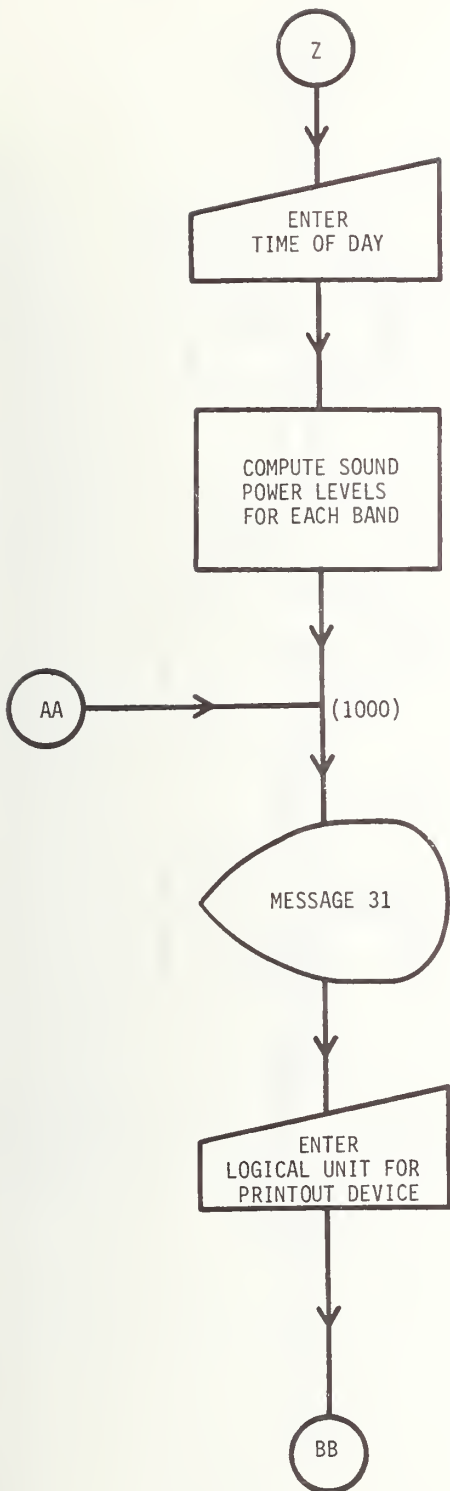 Z
ENTER
TIME OF DAY
COMPUTE SOUND
POWER LEVELS
FOR EACH BAND
AA
(1000)
MESSAGE 31
ENTER
LOGICAL UNIT FOR
PRINTOUT DEVICE
BB